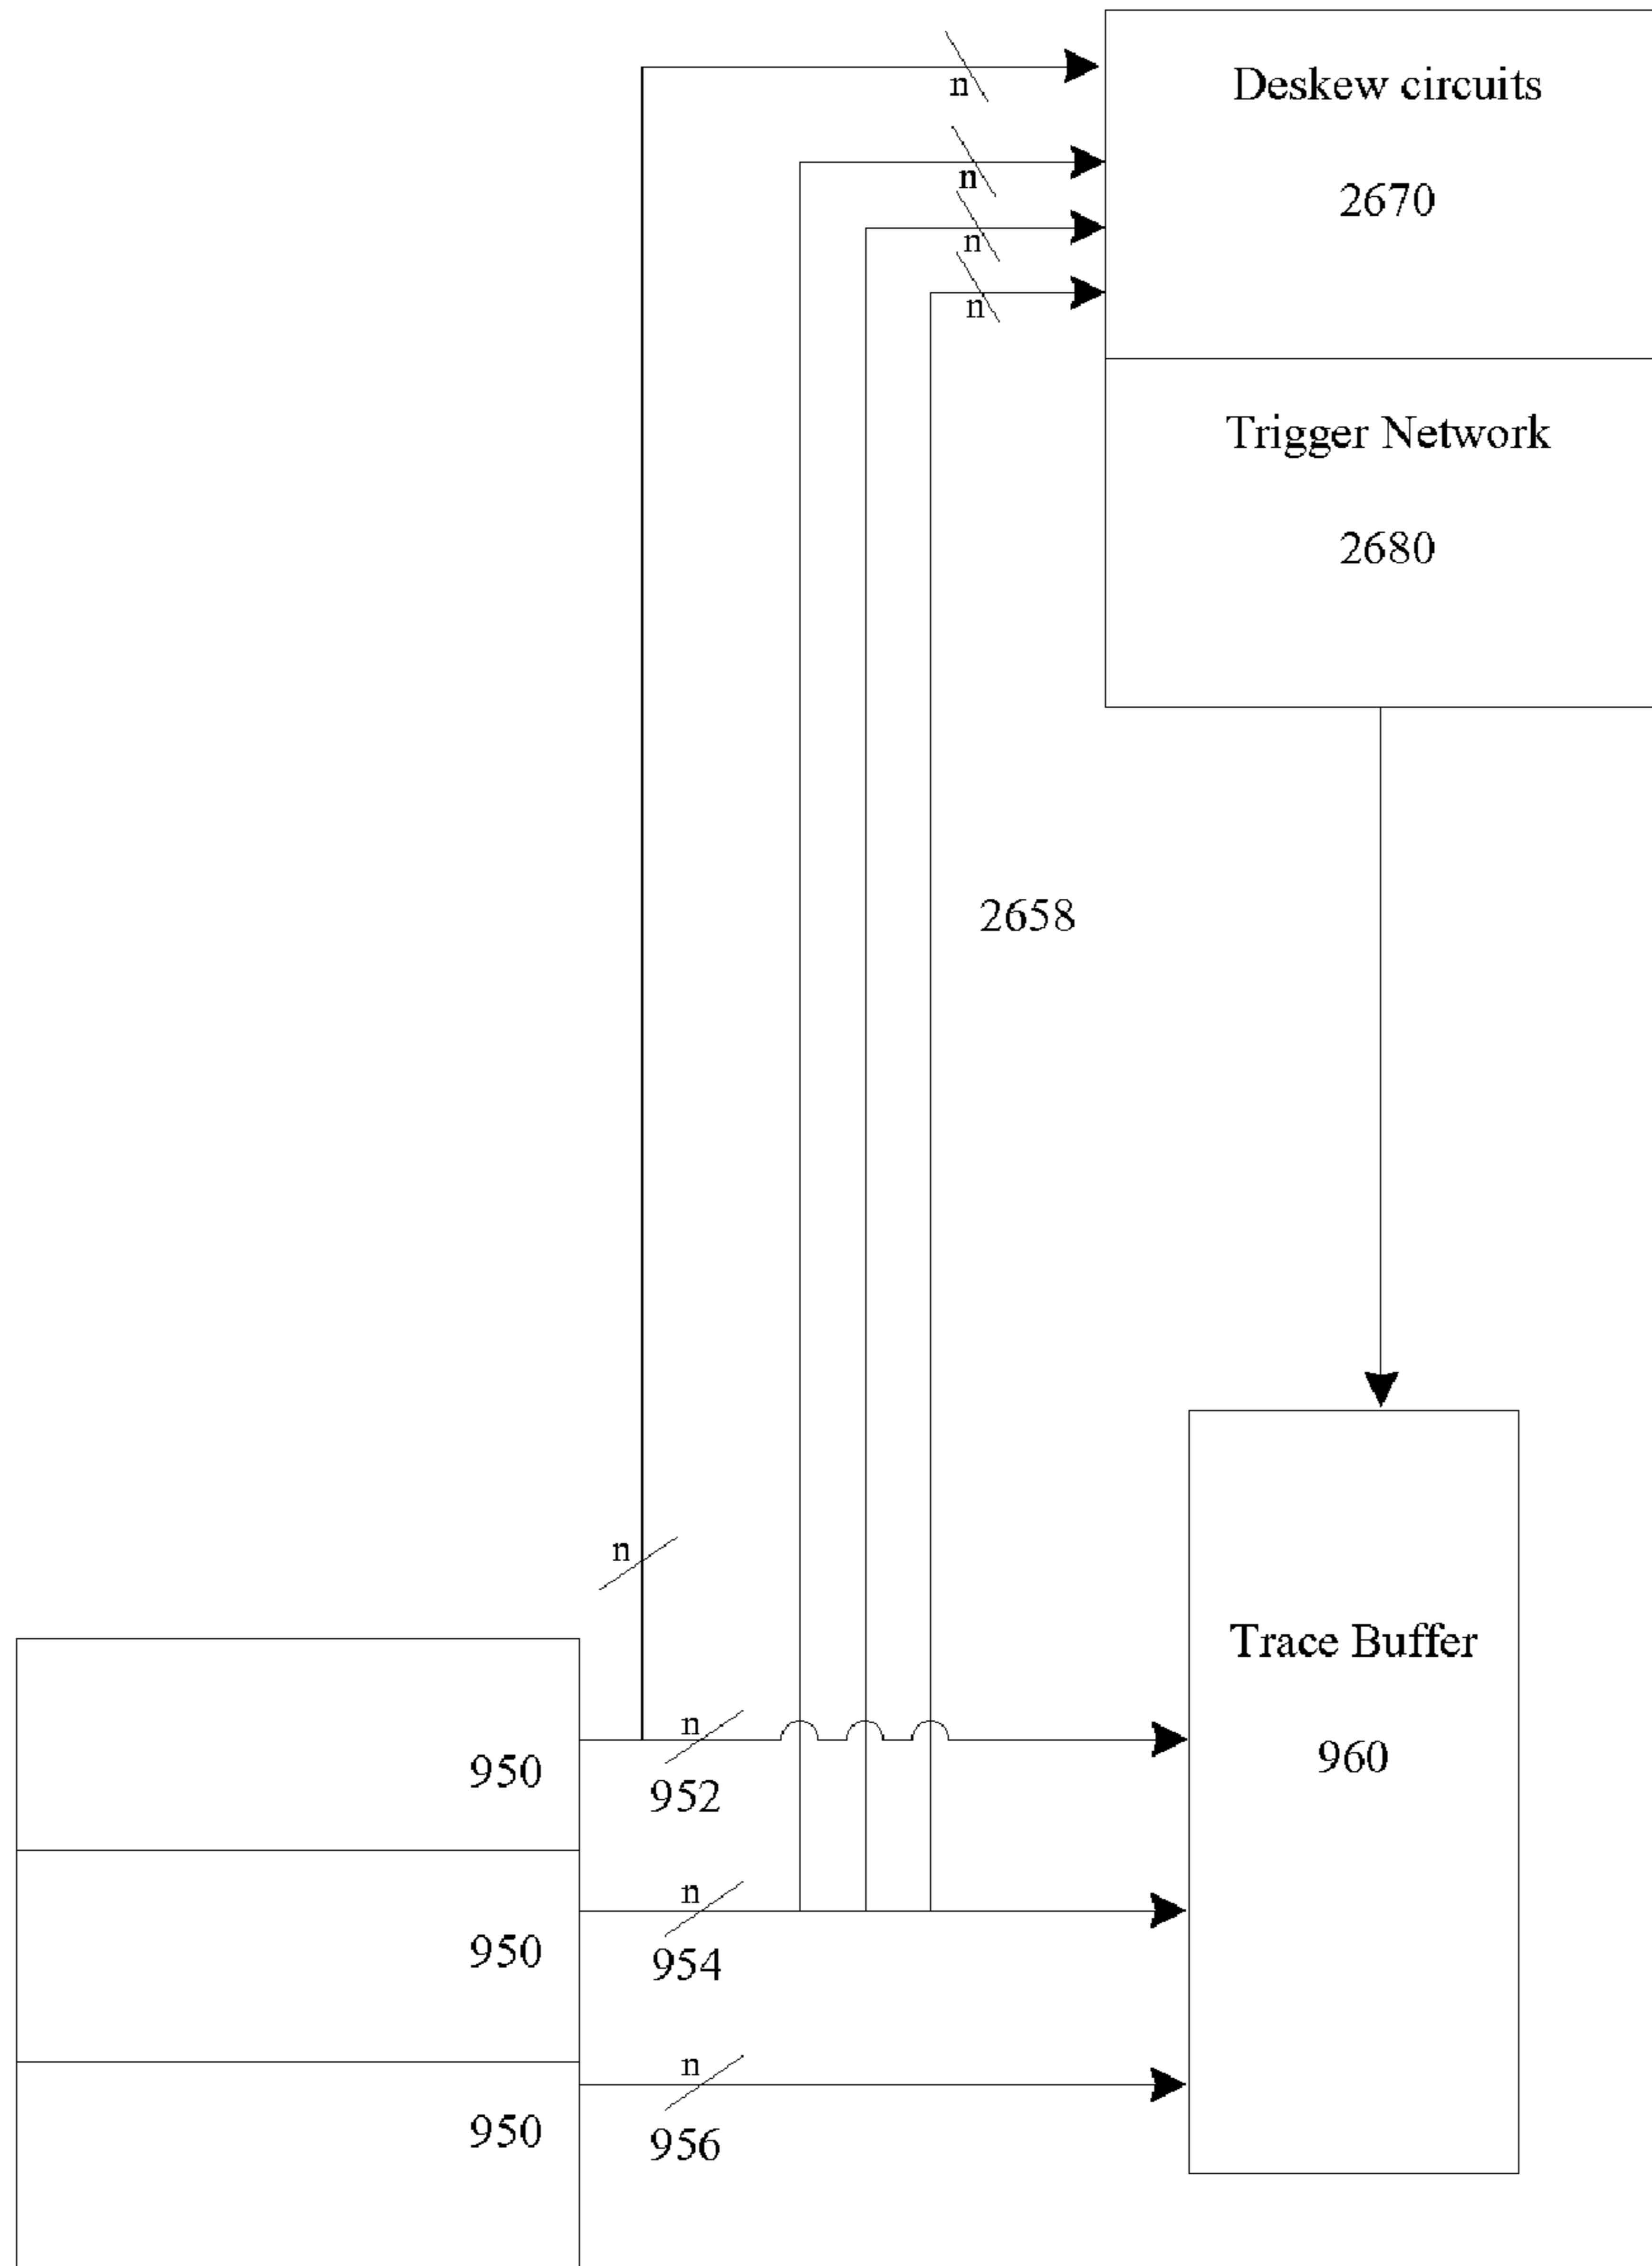 n
Deskew circuits
2670
n
n
n
Trigger Network
2680
2658
n
Trace Buffer
960
n
950
952
n
950
954
n
950
956